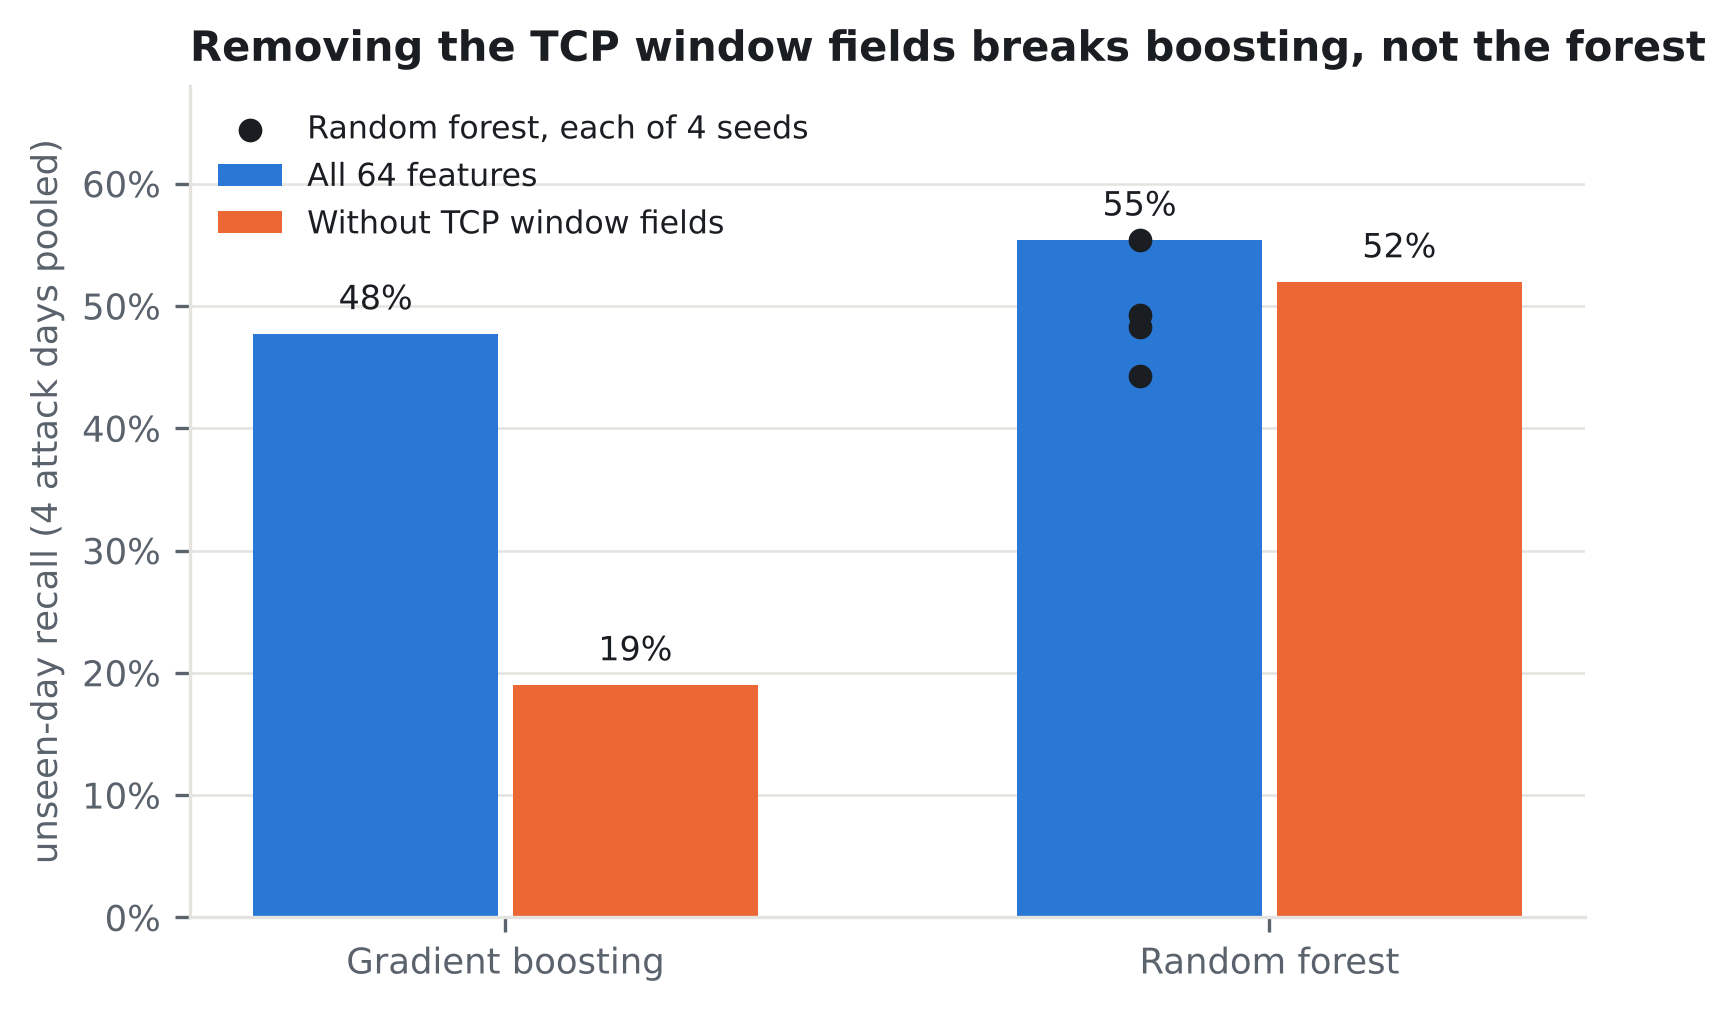 Removing the TCP window fields breaks boosting, not the forest
Random forest, each of 4 seeds
All 64 features
Without TCP window fields
unseen-day recall (4 attack days pooled)
60%
50%
40%
30%
20%
10%
0%
48%
19%
55%
52%
Gradient boosting
Random forest